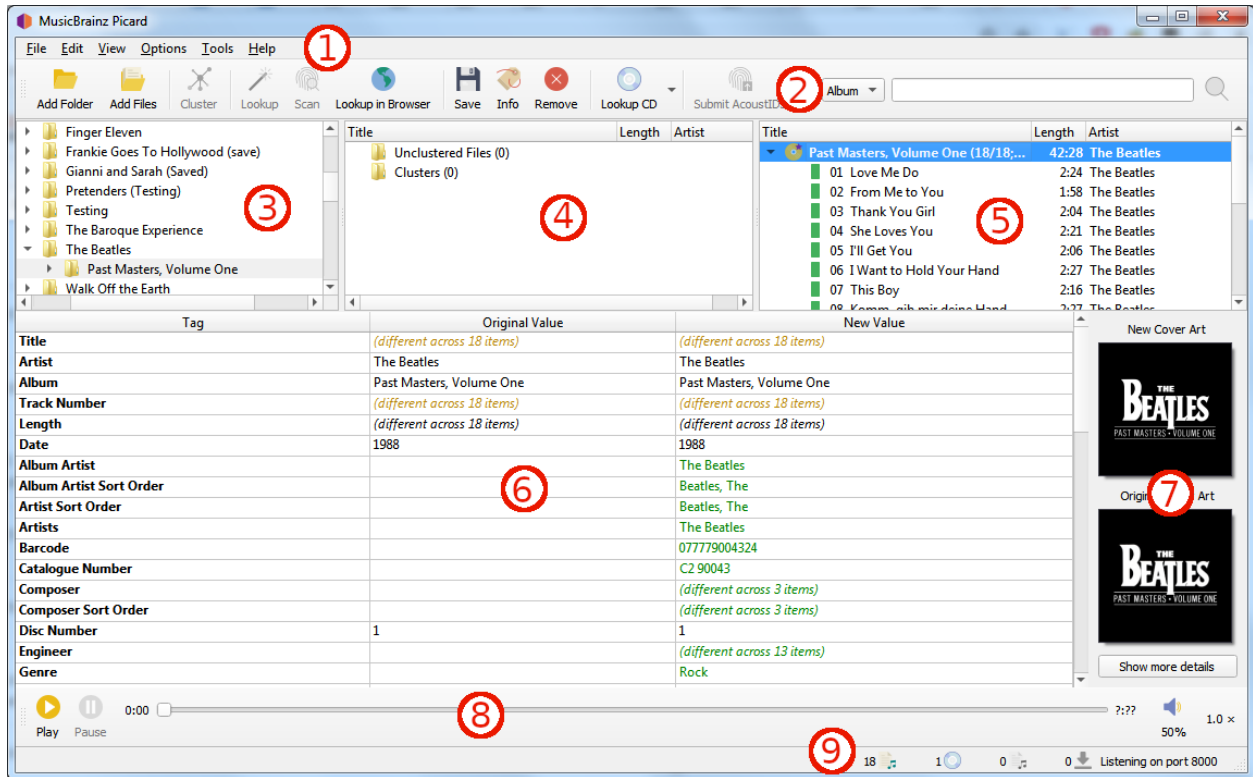 MusicBrainz Picard
File Edit View Options Tools Help
1
Add Folder Add Files Cluster Lookup Scan Lookup in Browser Save Info Remove Lookup CD Submit AcoustIDs
2
Album
Finger Eleven
Frankie Goes To Hollywood (save)
Gianni and Sarah (Saved)
Pretenders (Testing)
Testing
The Baroque Experience
The Beatles
Past Masters, Volume One
Walk Off the Earth
3
Title Length Artist
Unclustered Files (0)
Clusters (0)
4
Title Length Artist
Past Masters, Volume One (18/18;... 42:28 The Beatles
01 Love Me Do 2:24 The Beatles
02 From Me to You 1:58 The Beatles
03 Thank You Girl 2:04 The Beatles
04 She Loves You 2:21 The Beatles
05 I'll Get You 2:06 The Beatles
06 I Want to Hold Your Hand 2:27 The Beatles
07 This Boy 2:16 The Beatles
08 Komm, gib mir deine Hand 2:27 The Beatles
5
Tag Original Value New Value
Title (different across 18 items) (different across 18 items)
Artist The Beatles The Beatles
Album Past Masters, Volume One Past Masters, Volume One
Track Number (different across 18 items) (different across 18 items)
Length (different across 18 items) (different across 18 items)
Date 1988 1988
Album Artist The Beatles
Album Artist Sort Order Beatles, The
Artist Sort Order Beatles, The
Artists The Beatles
Barcode 077779004324
Catalogue Number C2 90043
Composer (different across 3 items)
Composer Sort Order (different across 3 items)
Disc Number 1 1
Engineer (different across 13 items)
Genre Rock
6
New Cover Art
THE
BEATLES
PAST MASTERS • VOLUME ONE
7
Art
THE
BEATLES
PAST MASTERS • VOLUME ONE
Show more details
Play Pause 0:00 ?:?? 50% 1.0 ×
8
9
18 1 0 0 Listening on port 8000